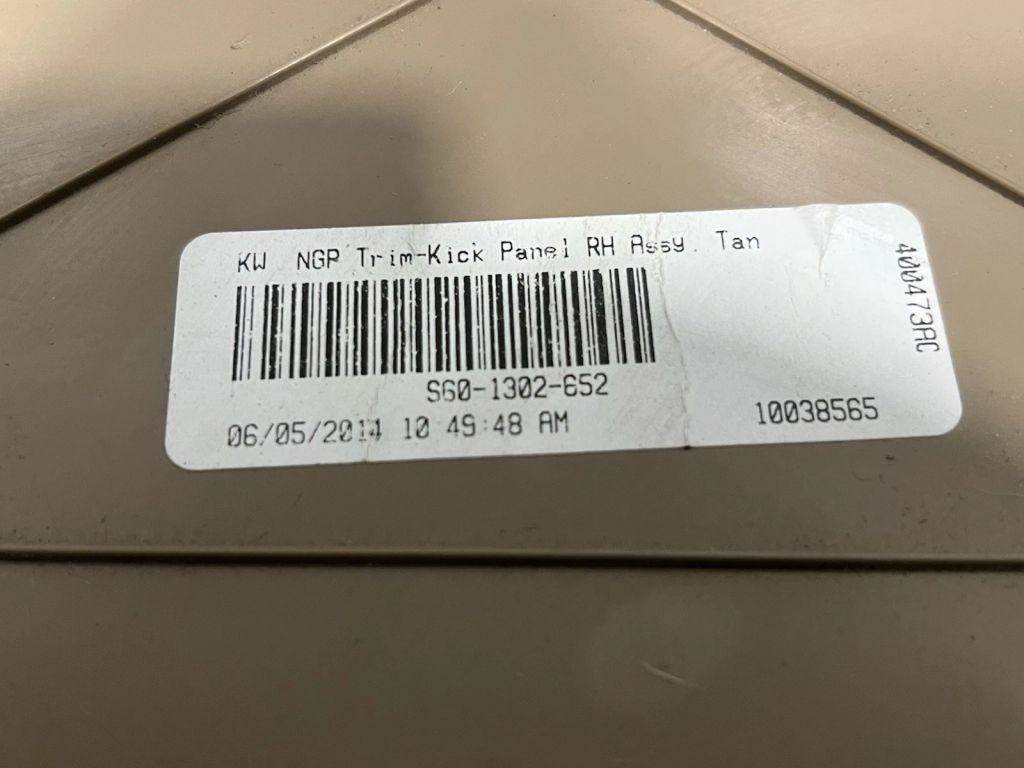 KW NGP Trim-Kick Panel RH Assy. Tan
S60-1302-652
06/05/2014 10:49:48 AM
10038565
400473AC